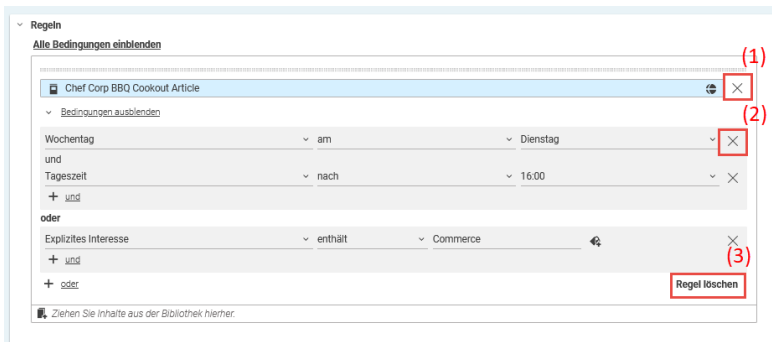 Regeln
Alle Bedingungen einblenden
(1)
Chef Corp BBQ Cookout Article
Bedingungen ausblenden
(2)
Wochentag am Dienstag
und
Tageszeit nach 16:00
+ und
oder
Explizites Interesse enthält Commerce
(3)
+ und
+ oder Regel löschen
Ziehen Sie Inhalte aus der Bibliothek hierher.